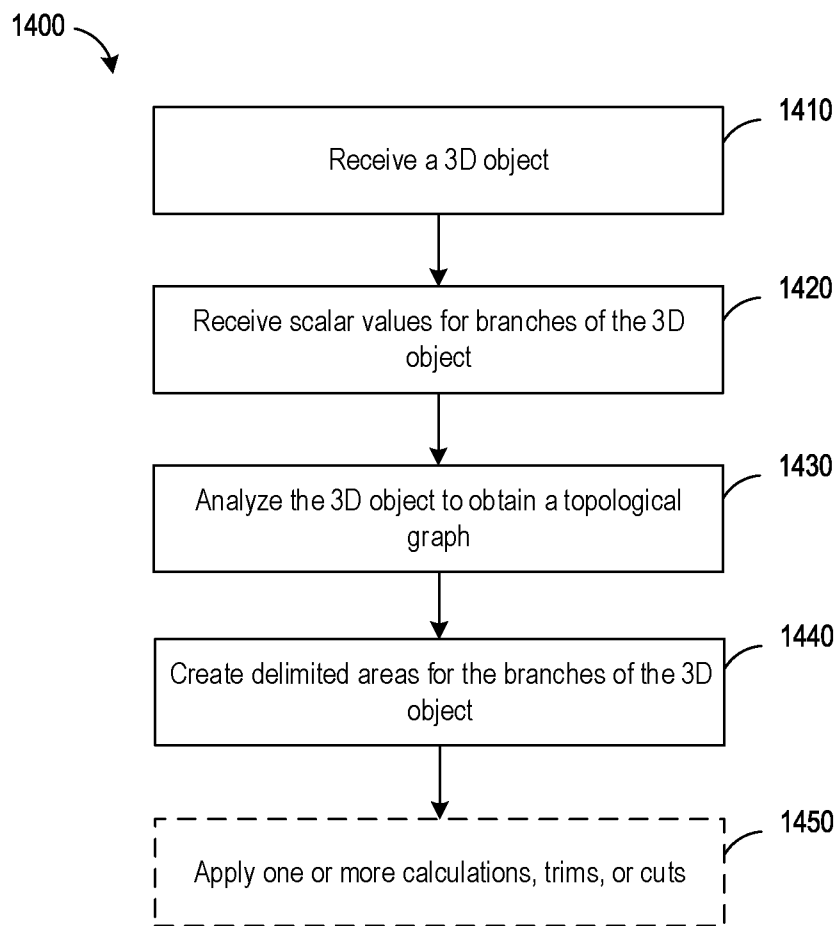 1400
1410
Receive a 3D object
1420
Receive scalar values for branches of the 3D
object
1430
Analyze the 3D object to obtain a topological
graph
1440
Create delimited areas for the branches of the 3D
object
1450
Apply one or more calculations, trims, or cuts